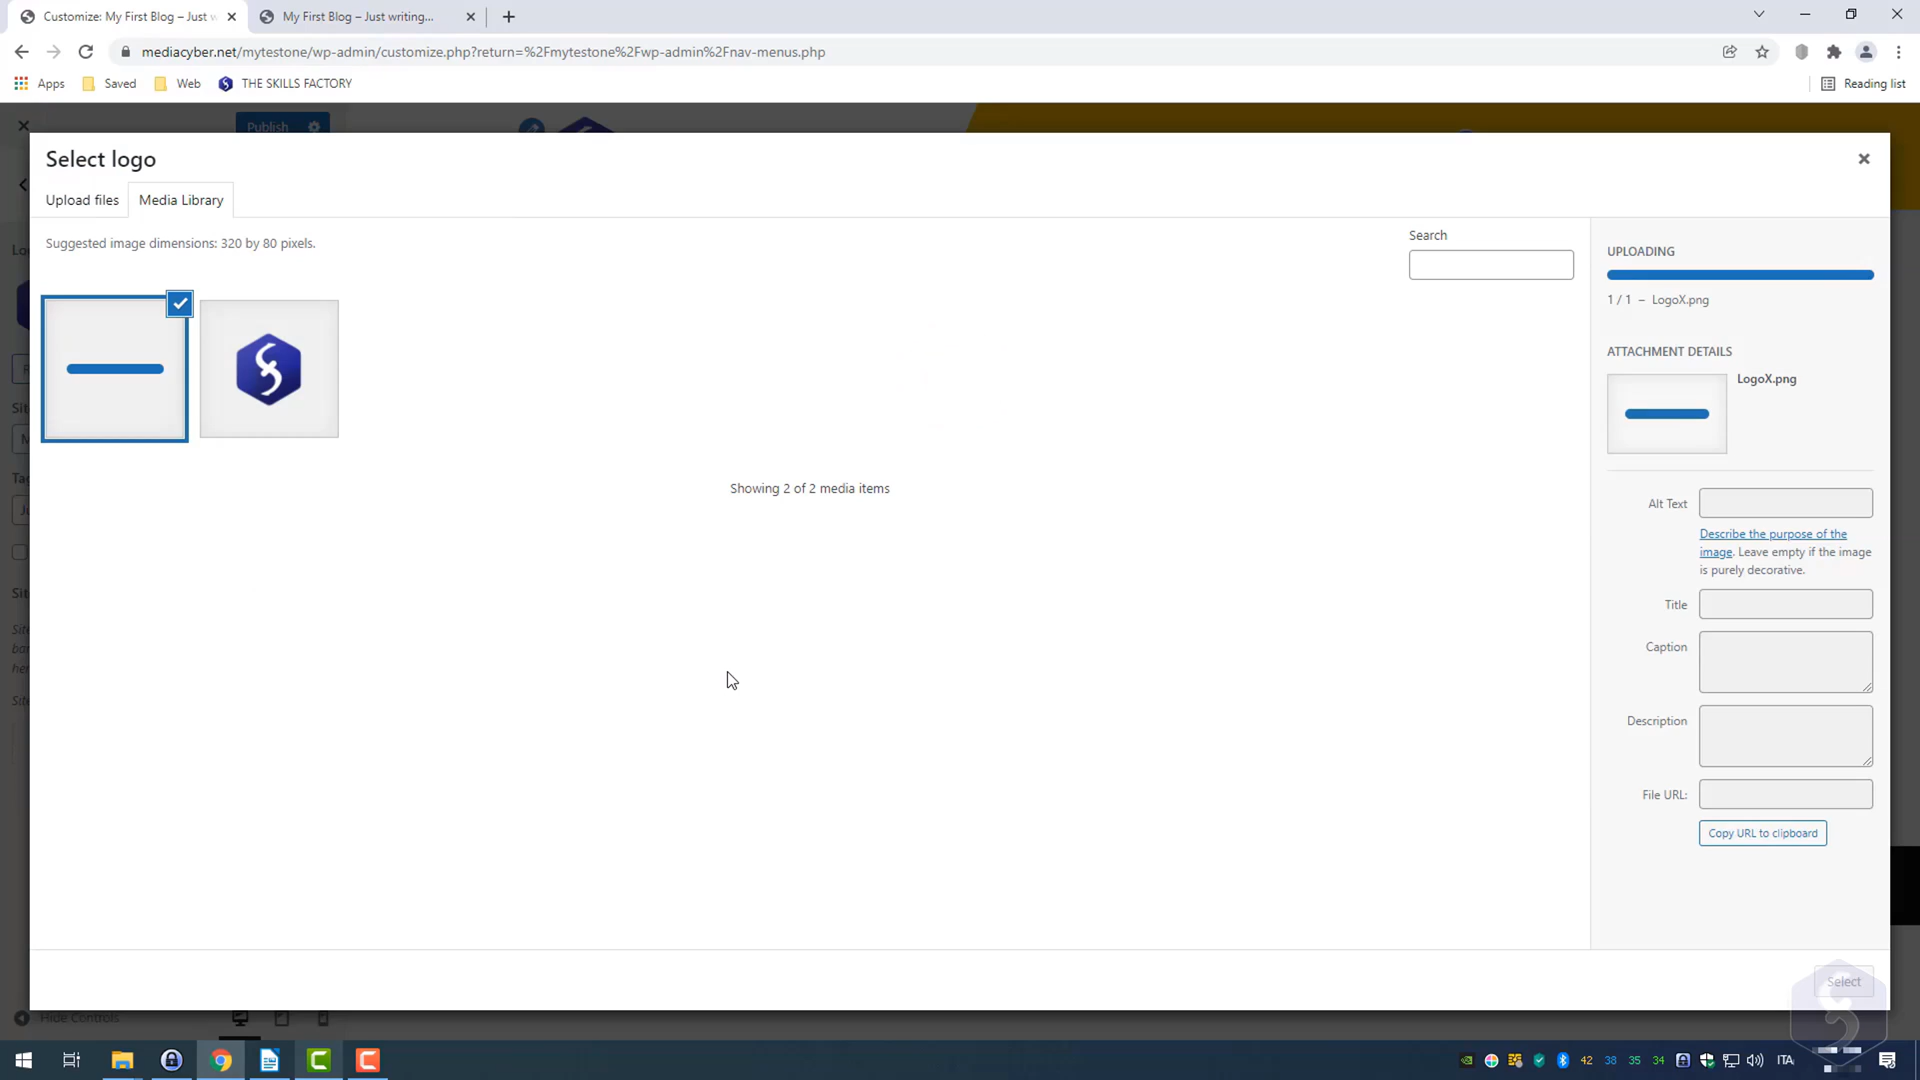 Customize: My First Blog – Just w
My First Blog – Just writing...
mediacyber.net/mytestone/wp-admin/customize.php?return=%2Fmytestone%2Fwp-admin%2Fnav-menus.php
Apps
Saved
Web
THE SKILLS FACTORY
Reading list
Publish
Select logo
Upload files
Media Library
Suggested image dimensions: 320 by 80 pixels.
Search
UPLOADING
1 / 1 – LogoX.png
ATTACHMENT DETAILS
LogoX.png
Showing 2 of 2 media items
Alt Text
Describe the purpose of the
image. Leave empty if the image
is purely decorative.
Title
Caption
Description
File URL:
Copy URL to clipboard
Select
Hide Controls
42 38 35 34
ITA